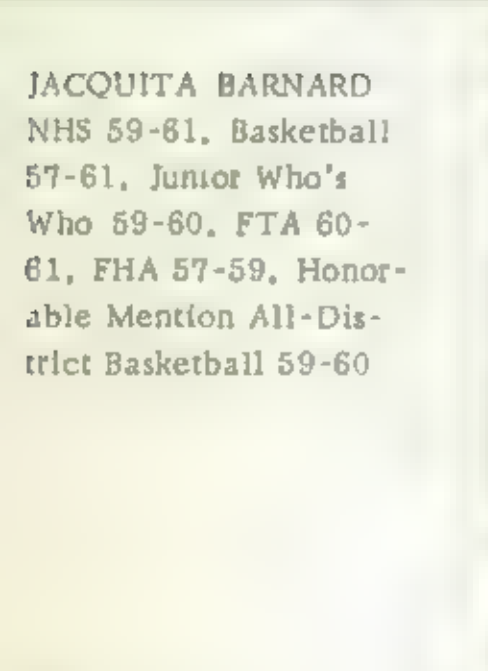 JACQUITA BARNARD
NHS 59-61, Basketball
57-61, Junior Who's
Who 59-60, FTA 60-
61, FHA 57-59, Honor-
able Mention All-Dis-
trict Basketball 59-60